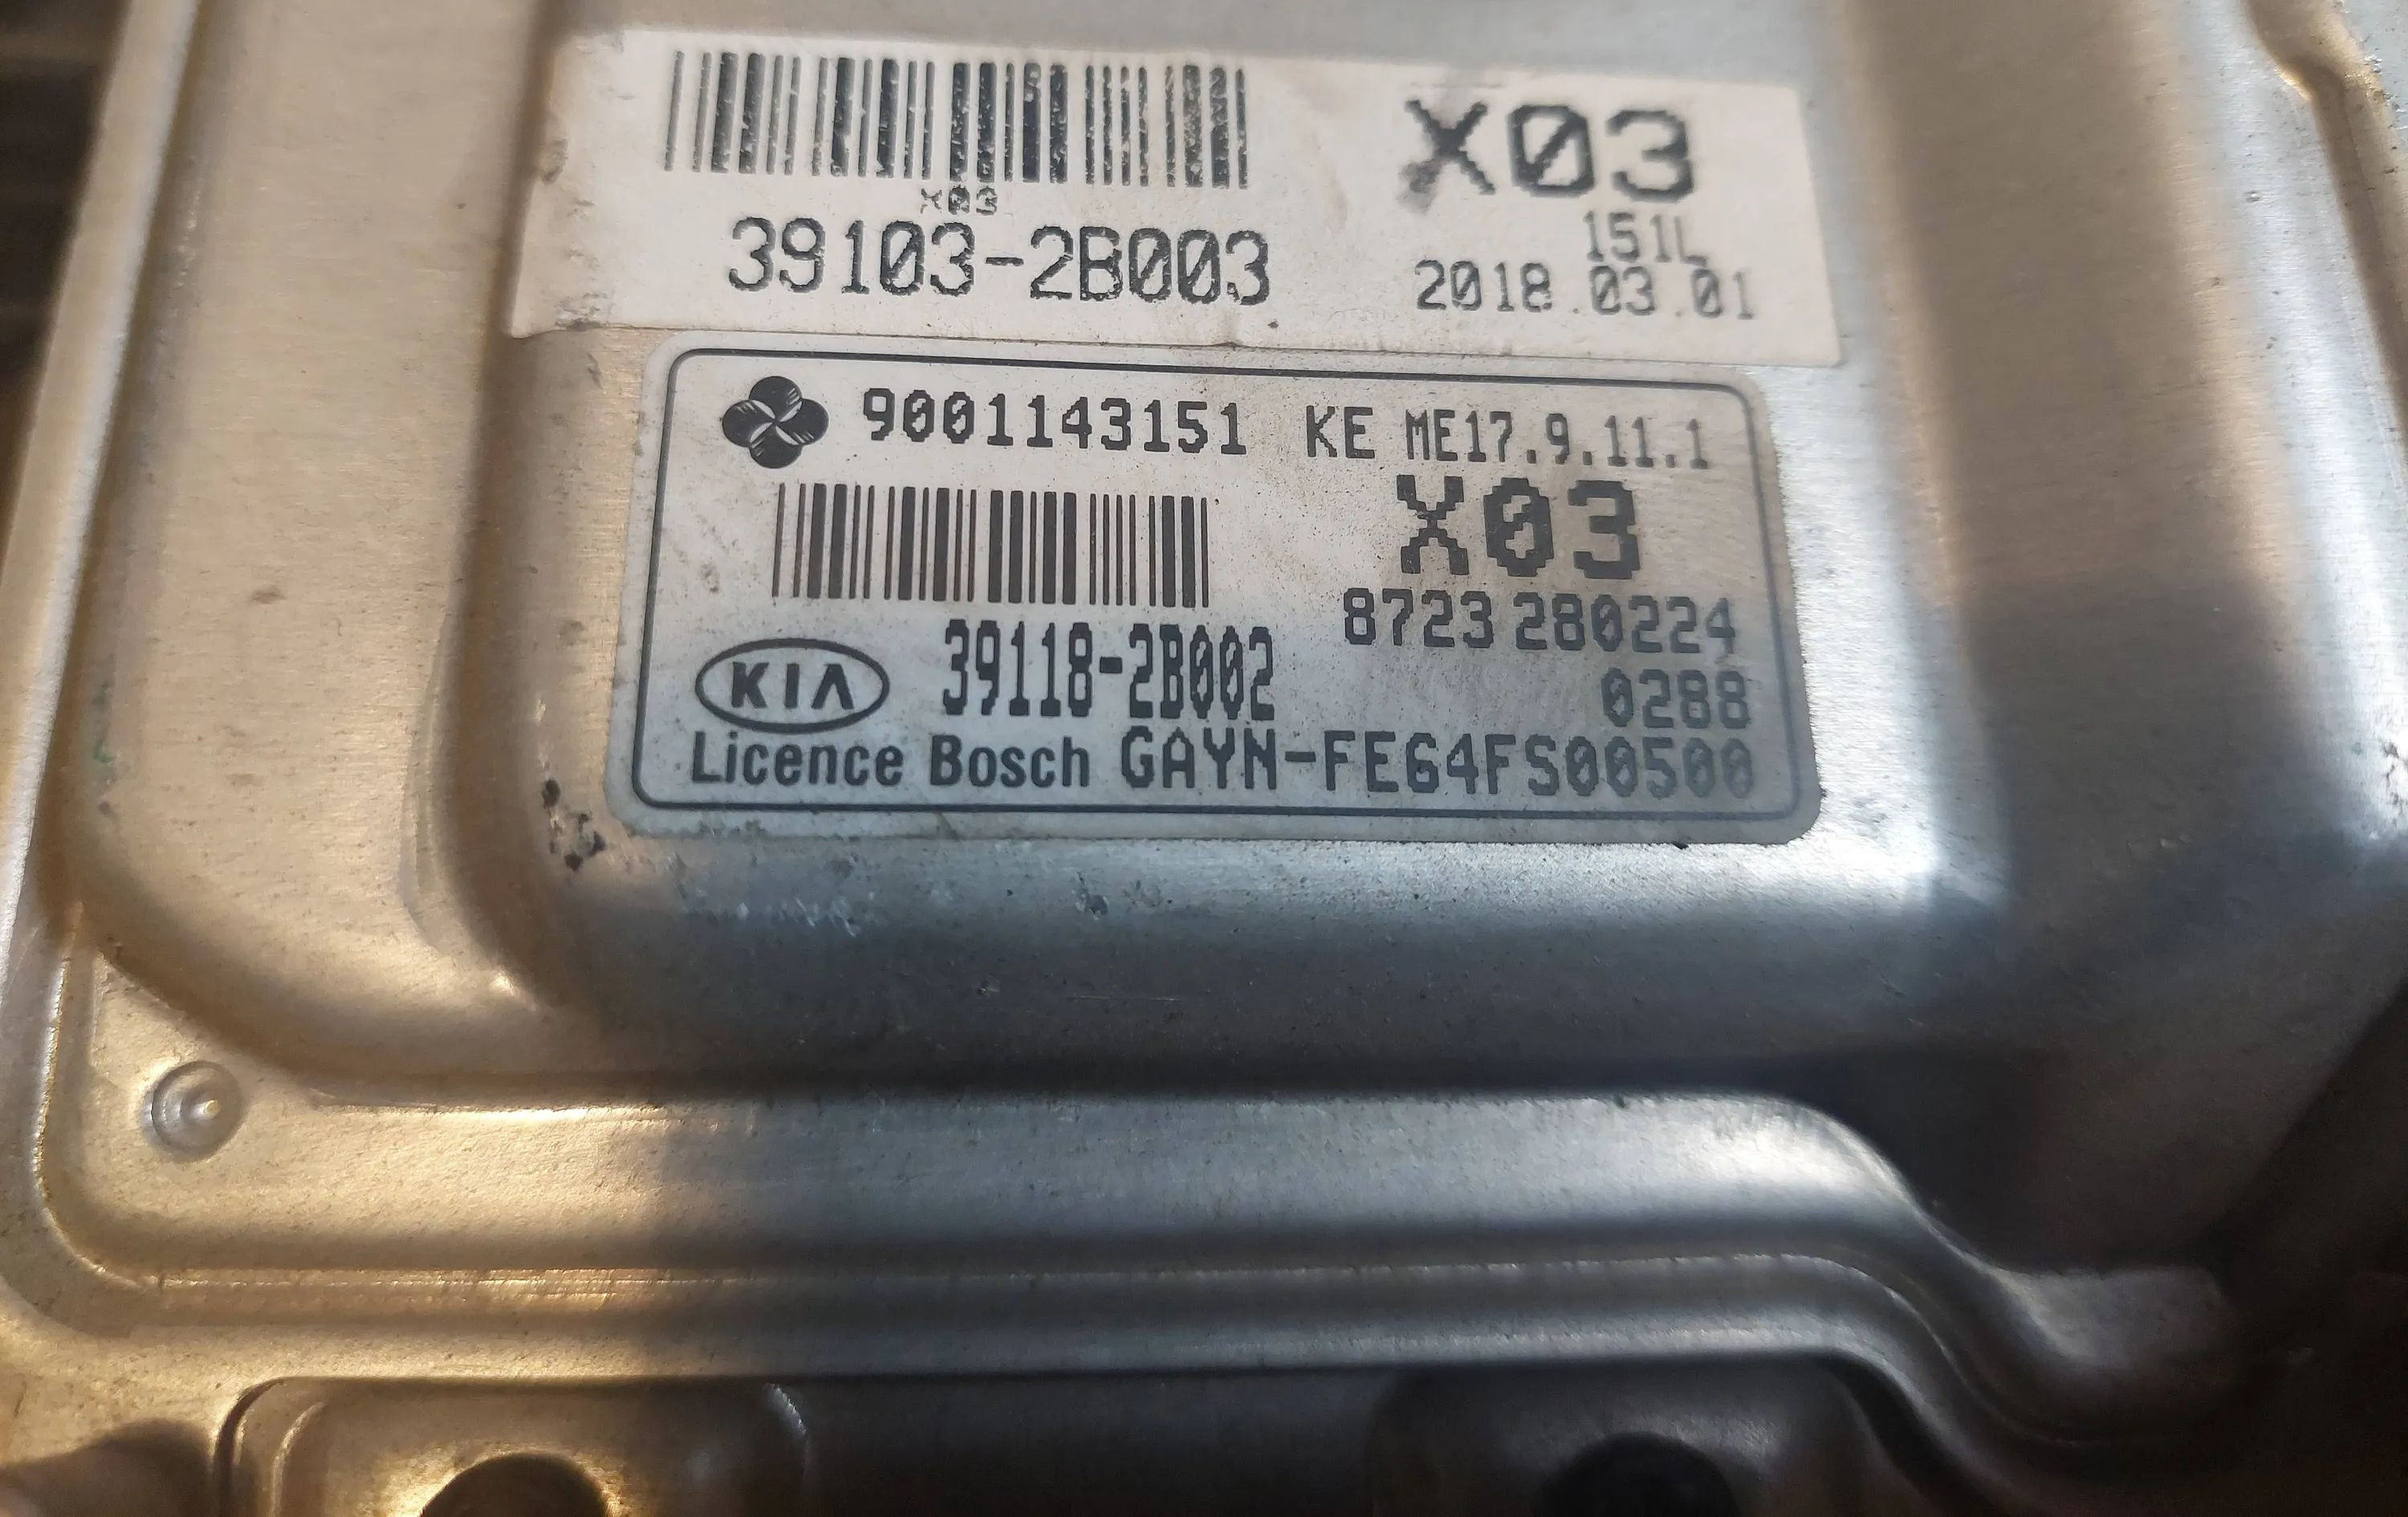 X03
X03
39103-2B003
151L
2018.03.01
9001143151 KE ME17.9.11.1
X03
8723 280224
KIA 39118-2B002
0288
Licence Bosch GAYN-FE64FS00500